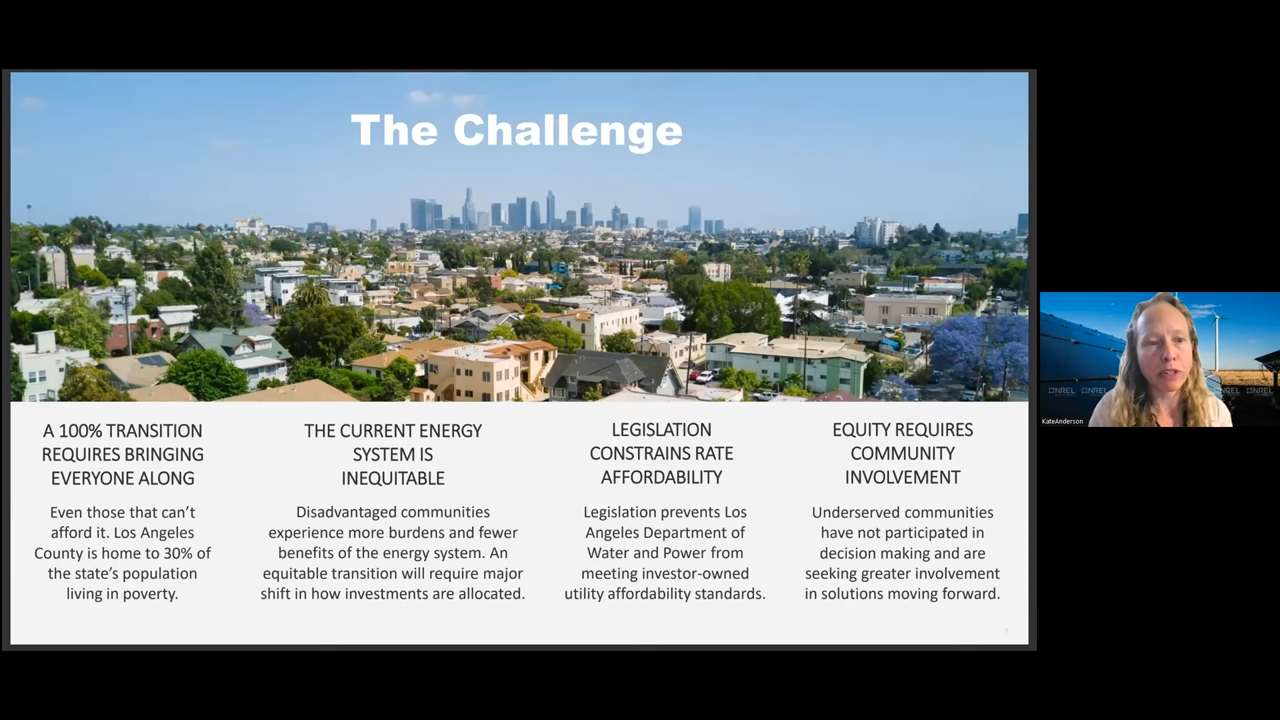 The Challenge
A 100% TRANSITION
REQUIRES BRINGING
EVERYONE ALONG
Even those that can't
afford it. Los Angeles
County is home to 30% of
the state's population
living in poverty.
THE CURRENT ENERGY
SYSTEM IS
INEQUITABLE
Disadvantaged communities
experience more burdens and fewer
benefits of the energy system. An
equitable transition will require major
shift in how investments are allocated.
LEGISLATION
CONSTRAINS RATE
AFFORDABILITY
Legislation prevents Los
Angeles Department of
Water and Power from
meeting investor-owned
utility affordability standards.
EQUITY REQUIRES
COMMUNITY
INVOLVEMENT
Underserved communities
have not participated in
decision making and are
seeking greater involvement
in solutions moving forward.
NREL
NREL
NREL
KateAnderson